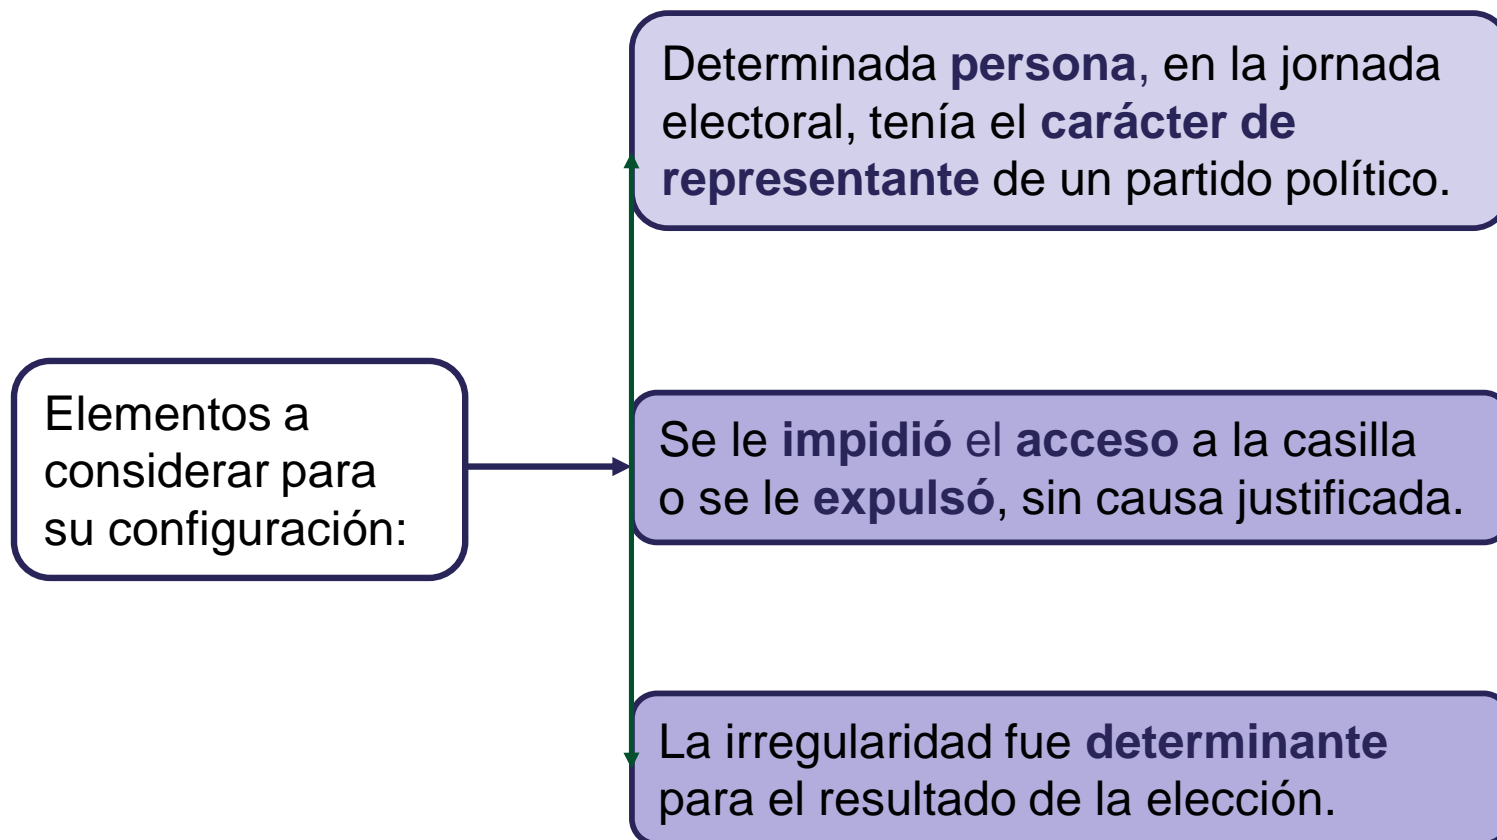 Determinada persona, en la jornada
electoral, tenía el carácter de
representante de un partido político.
Elementos a
considerar para
su configuración:
Se le impidió el acceso a la casilla
o se le expulsó, sin causa justificada.
La irregularidad fue determinante
para el resultado de la elección.